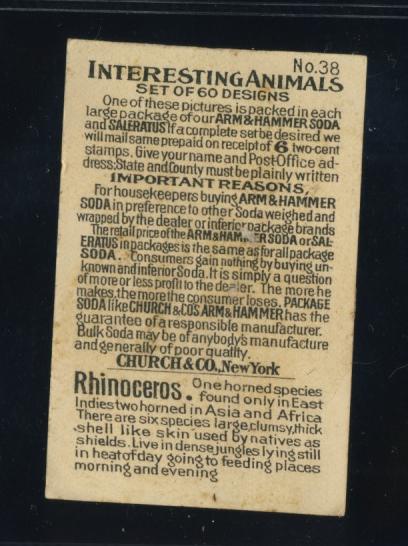 No.38
INTERESTING ANIMALS
SET OF 60 DESIGNS
One of these pictures is packed in each
large package of our ARM & HAMMER SODA
and SALERATUS If a complete set be desired we
will mail same prepaid on receipt of 6 two-cent
stamps. Give your name and Post-Office ad-
dress; State and County must be plainly written
IMPORTANT REASONS,
For housekeepers buying ARM & HAMMER
SODA in preference to other Soda weighed and
wrapped by the dealer or inferior package brands
The retail price of the ARM & HAMMER SODA or SAL-
ERATUS in packages is the same as for all package
SODA. Consumers gain nothing by buying un-
known and inferior Soda. It is simply a question
of more or less profit to the dealer. The more he
makes, the more the consumer loses. PACKAGE
SODA like CHURCH & CO'S ARM & HAMMER has the
guarantee of a responsible manufacturer.
Bulk Soda may be of anybody's manufacture
and generally of poor quality.
CHURCH & CO., New York
Rhinoceros. One horned species
found only in East
Indies two horned in Asia and Africa
There are six species large, clumsy, thick
shell like skin used by natives as
shields. Live in dense jungles lying still
in heat of day going to feeding places
morning and evening